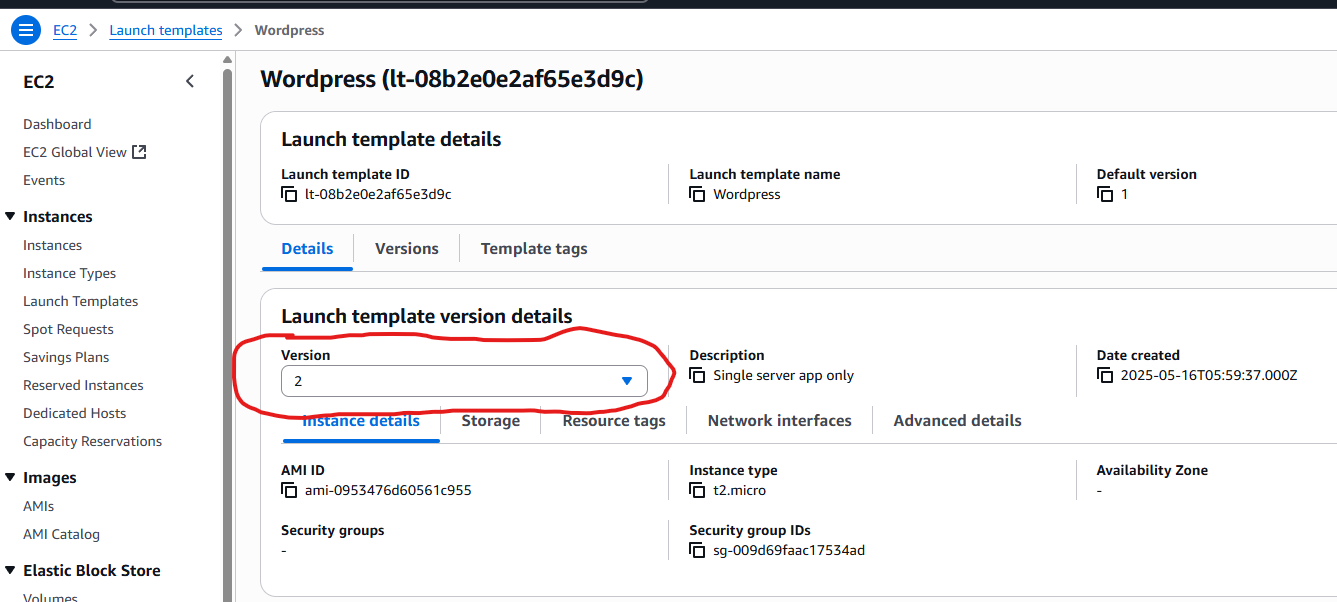 EC2 > Launch templates > Wordpress
EC2
Dashboard
EC2 Global View
Events
Instances
Instances
Instance Types
Launch Templates
Spot Requests
Savings Plans
Reserved Instances
Dedicated Hosts
Capacity Reservations
Images
AMIs
AMI Catalog
Elastic Block Store
Volumes
Wordpress (lt-08b2e0e2af65e3d9c)
Launch template details
Launch template ID
lt-08b2e0e2af65e3d9c
Launch template name
Wordpress
Default version
1
Details Versions Template tags
Launch template version details
Version
2
Description
Single server app only
Date created
2025-05-16T05:59:37.000Z
Instance details Storage Resource tags Network interfaces Advanced details
AMI ID
ami-0953476d60561c955
Instance type
t2.micro
Availability Zone
-
Security groups
-
Security group IDs
sg-009d69faac17534ad